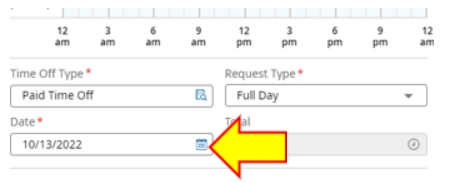 12 3 6 9 12 3 6 9 12
am am am am pm pm pm pm am
Time Off Type* Request Type*
Paid Time Off Full Day
Date* Total
10/13/2022